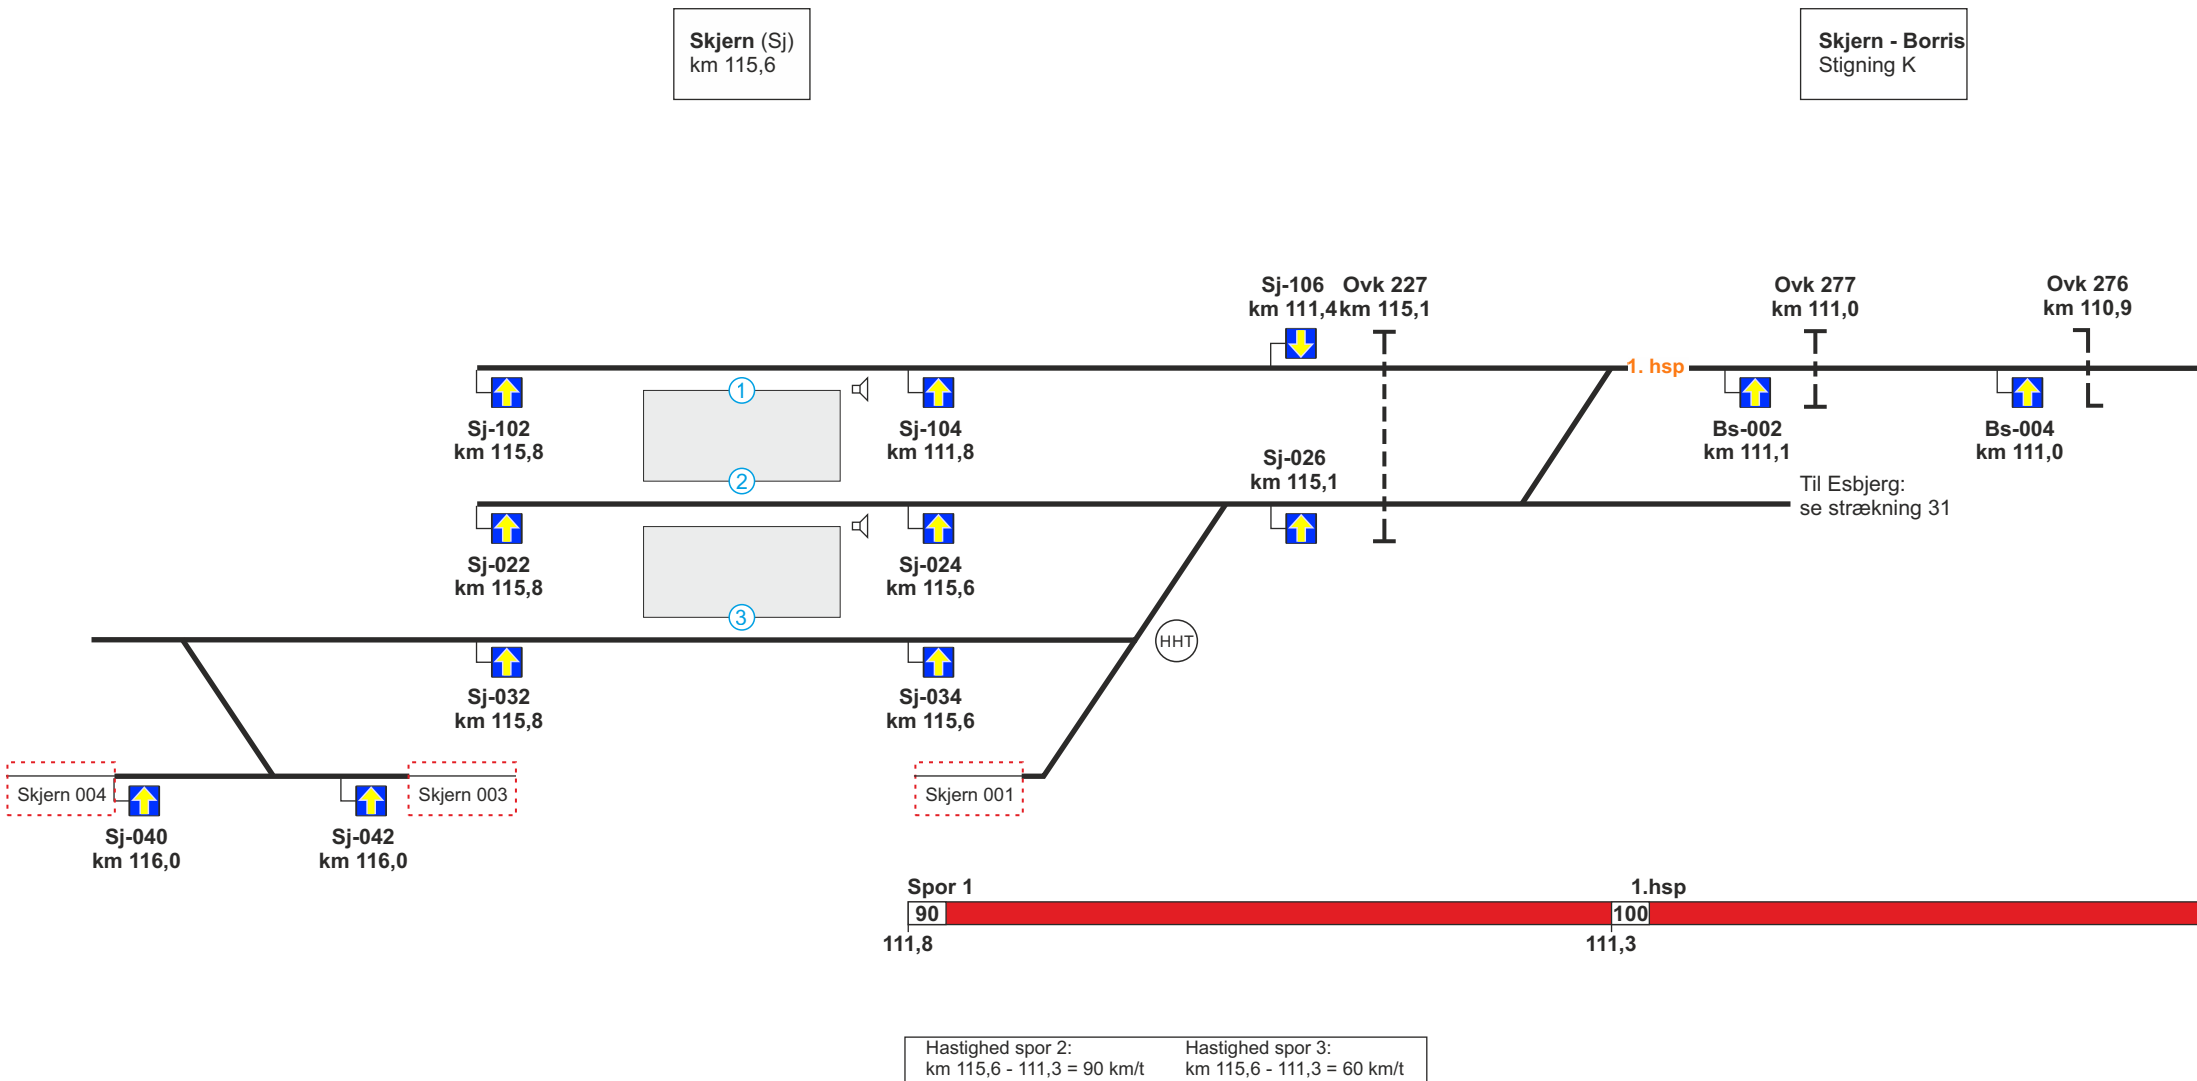 Skjern (Sj)
km 115,6
Skjern - Borris
Stigning K
Sj-106
km 111,4
Ovk 227
km 115,1
Ovk 277
km 111,0
Ovk 276
km 110,9
1. hsp
1
Sj-102
km 115,8
Sj-104
km 111,8
Bs-002
km 111,1
Bs-004
km 111,0
2
Sj-026
km 115,1
Til Esbjerg:
se strækning 31
Sj-022
km 115,8
Sj-024
km 115,6
3
HHT
Sj-032
km 115,8
Sj-034
km 115,6
Skjern 004
Skjern 003
Skjern 001
Sj-040
km 116,0
Sj-042
km 116,0
Spor 1
1.hsp
90
100
111,8
111,3
Hastighed spor 2:
km 115,6 - 111,3 = 90 km/t
Hastighed spor 3:
km 115,6 - 111,3 = 60 km/t